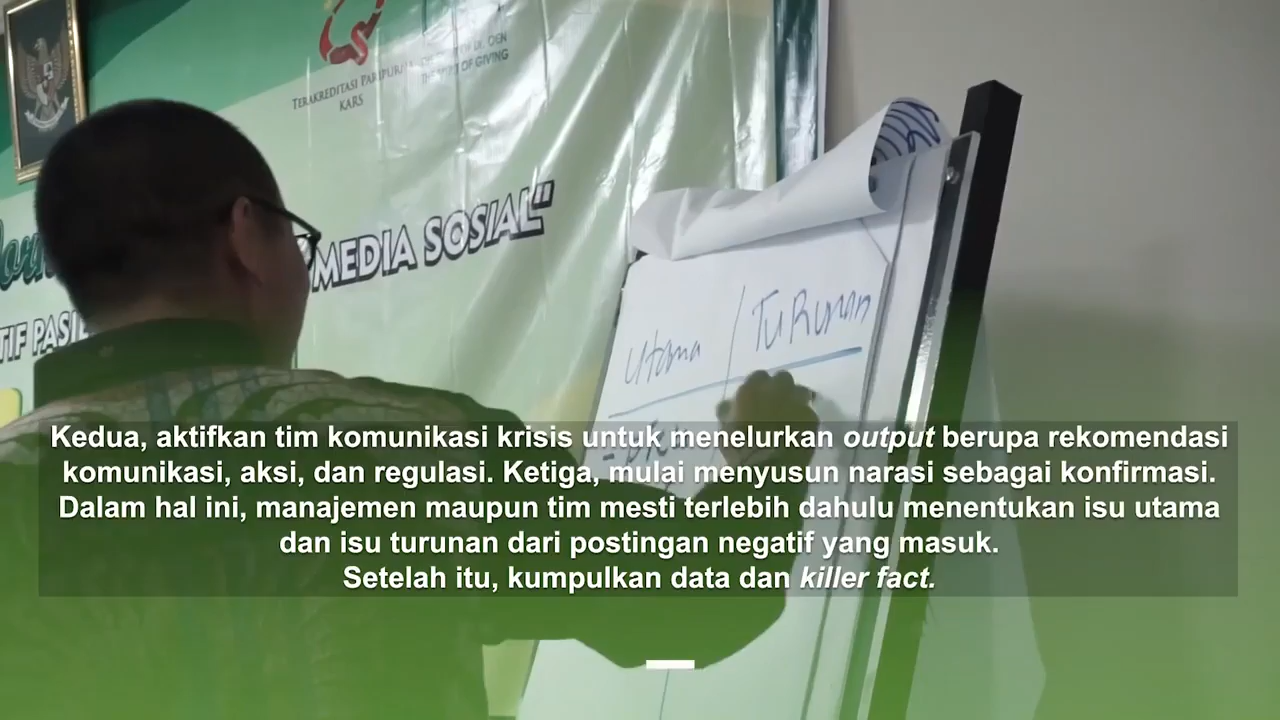 TERAKREDITASI PARIPURNA
KARS
OF GIVING
MEDIA SOSIAL"
TIF
Utama / TURUNAN
Kedua, aktifkan tim komunikasi krisis untuk menelurkan output berupa rekomendasi
komunikasi, aksi, dan regulasi. Ketiga, mulai menyusun narasi sebagai konfirmasi.
Dalam hal ini, manajemen maupun tim mesti terlebih dahulu menentukan isu utama
dan isu turunan dari postingan negatif yang masuk.
Setelah itu, kumpulkan data dan killer fact.